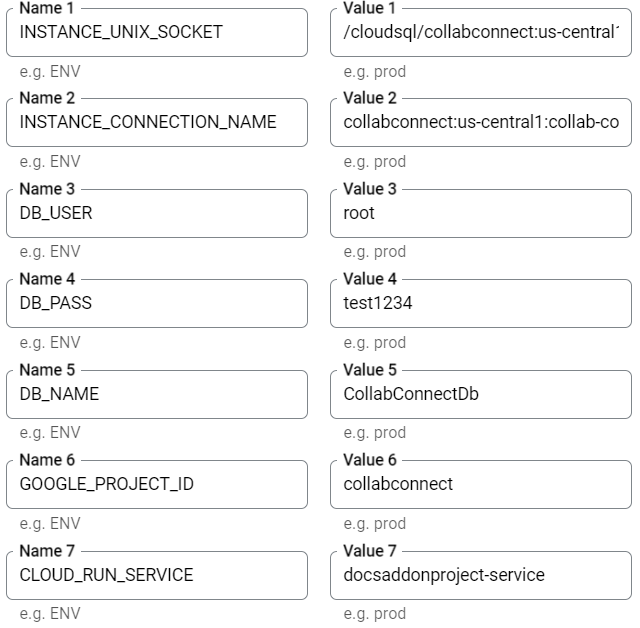 Name 1 Value 1
INSTANCE_UNIX_SOCKET /cloudsql/collabconnect:us-central1
e.g. ENV e.g. prod
Name 2 Value 2
INSTANCE_CONNECTION_NAME collabconnect:us-central1:collab-co
e.g. ENV e.g. prod
Name 3 Value 3
DB_USER root
e.g. ENV e.g. prod
Name 4 Value 4
DB_PASS test1234
e.g. ENV e.g. prod
Name 5 Value 5
DB_NAME CollabConnectDb
e.g. ENV e.g. prod
Name 6 Value 6
GOOGLE_PROJECT_ID collabconnect
e.g. ENV e.g. prod
Name 7 Value 7
CLOUD_RUN_SERVICE docsaddonproject-service
e.g. ENV e.g. prod